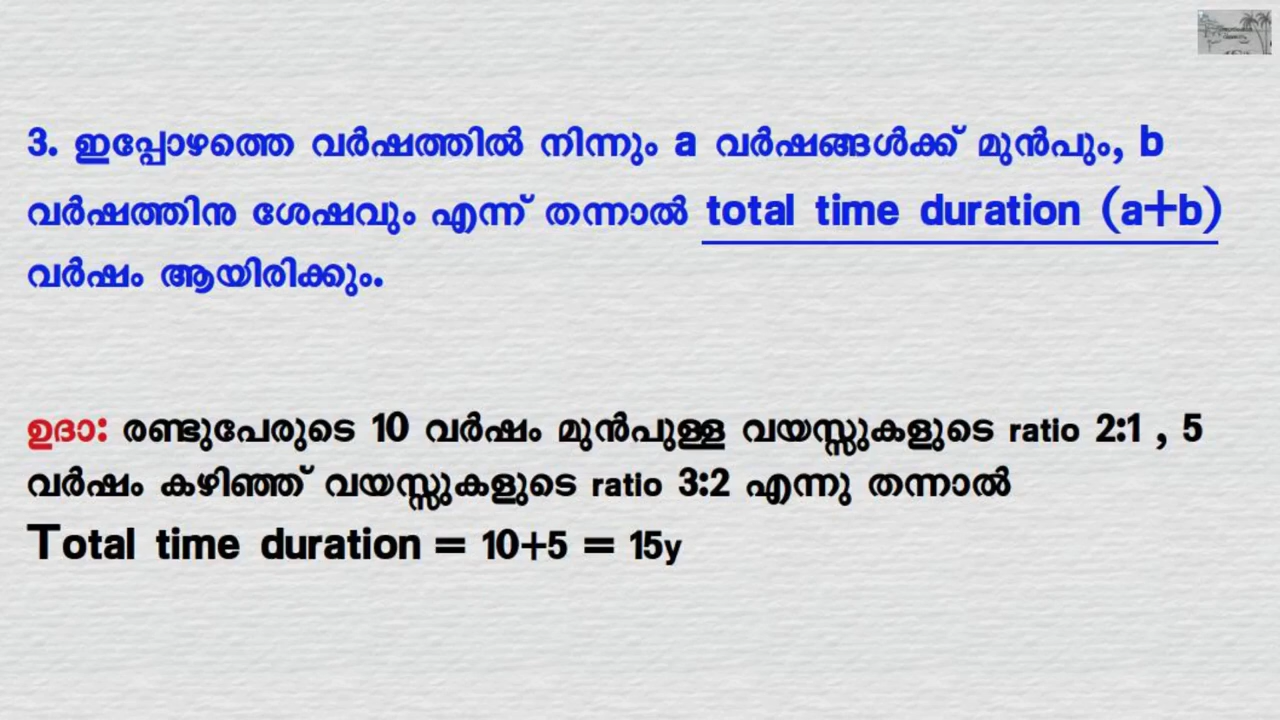 3. ഇപ്പോഴത്തെ വർഷത്തിൽ നിന്നും a വർഷങ്ങൾക്ക് മുൻപും, b
വർഷത്തിനു ശേഷവും എന്ന് തന്നാൽ total time duration (a+b)
വർഷം ആയിരിക്കും.
ഉദാ: രണ്ടുപേരുടെ 10 വർഷം മുൻപുള്ള വയസ്സുകളുടെ ratio 2:1 , 5
വർഷം കഴിഞ്ഞ് വയസ്സുകളുടെ ratio 3:2 എന്നു തന്നാൽ
Total time duration = 10+5 = 15y